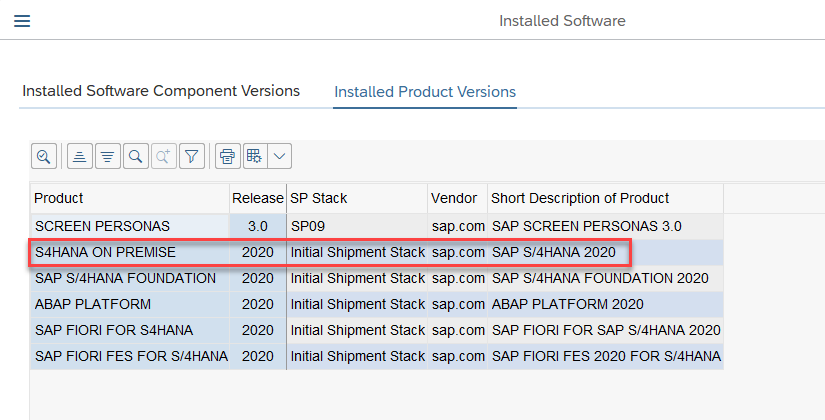 Installed Software
Installed Software Component Versions Installed Product Versions
Product Release SP Stack Vendor Short Description of Product
SCREEN PERSONAS 3.0 SP09 sap.com SAP SCREEN PERSONAS 3.0
S4HANA ON PREMISE 2020 Initial Shipment Stack sap.com SAP S/4HANA 2020
SAP S/4HANA FOUNDATION 2020 Initial Shipment Stack sap.com SAP S/4HANA FOUNDATION 2020
ABAP PLATFORM 2020 Initial Shipment Stack sap.com ABAP PLATFORM 2020
SAP FIORI FOR S4HANA 2020 Initial Shipment Stack sap.com SAP FIORI FOR SAP S/4HANA 2020
SAP FIORI FES FOR S/4HANA 2020 Initial Shipment Stack sap.com SAP FIORI FES 2020 FOR S/4HANA